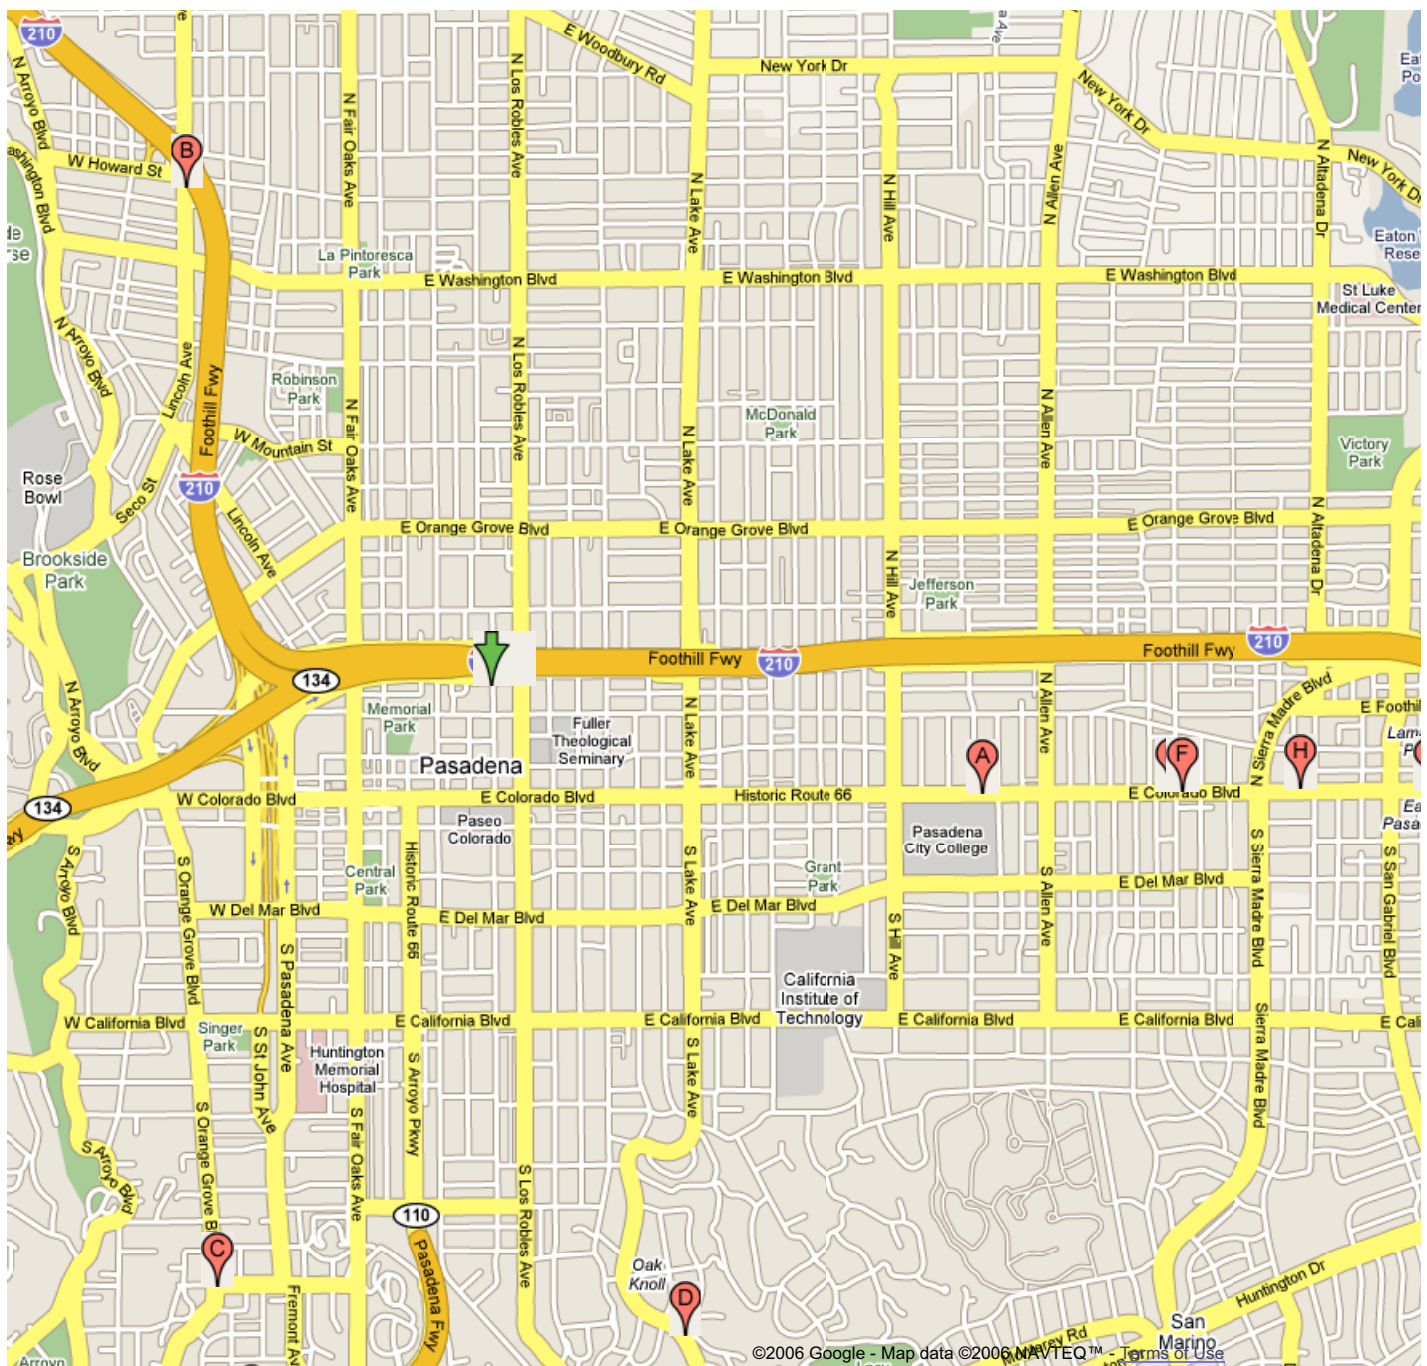 210
N Arroyo Blvd
ashington Blvd
W Howard St
B
ve
N Fair Oaks Ave
N Los Robles Ave
E Woodbury Rd
New York Dr
a Ave
New York Dr
N Altadena Dr
New York Dr
N Lake Ave
N Hill Ave
N Allen Ave
Eaton
Rese
La Pintoresca
Park
E Washington Blvd
E Washington Blvd
E Washington Blvd
St Luke
Medical Center
N Arroyo Blvd
Lincoln Ave
Foothill Fwy
Robinson
Park
N Los Robles Ave
N Fair Oaks Ave
N Lake Ave
McDonald
Park
N Allen Ave
Victory
Park
W Mountain St
Rose
Bowl
Seco St
210
Lincoln Ave
E Orange Grove Blvd
E Orange Grove Blvd
E Orange Grove Blvd
N Altadena Dr
Brookside
Park
N Hill Ave
Jefferson
Park
134
Foothill Fwy
210
Foothill Fwy
210
N Arroyo Blvd
Memorial
Park
Fuller
Theological
Seminary
N Lake Ave
N Allen Ave
N Sierra Madre Blvd
E Foothill
Pasadena
A
F
H
134
W Colorado Blvd
E Colorado Blvd
Historic Route 66
E Colorado Blvd
Paseo
Colorado
Pasadena
City College
S Arroyo Blvd
S Orange Grove Blvd
Central
Park
Historic Route 66
S Lake Ave
Grant
Park
S Allen Ave
S Sierra Madre Blvd
S San Gabriel Blvd
W Del Mar Blvd
E Del Mar Blvd
E Del Mar Blvd
E Del Mar Blvd
S Hill Ave
S Pasadena Ave
California
Institute of
Technology
W California Blvd
Singer
Park
E California Blvd
E California Blvd
E California Blvd
E California Blvd
E Cali
S St John Ave
Huntington
Memorial
Hospital
S Arroyo Pkwy
S Lake Ave
Sierra Madre Blvd
S Arroyo Blvd
S Orange Grove B
S Fair Oaks Ave
S Los Robles Ave
110
Pasadena Fwy
C
Fremont Av
Oak
Knoll
D
Huntington Dr
San
Marino
©2006 Google - Map data ©2006 NAVTEQ™ - Terms of Use